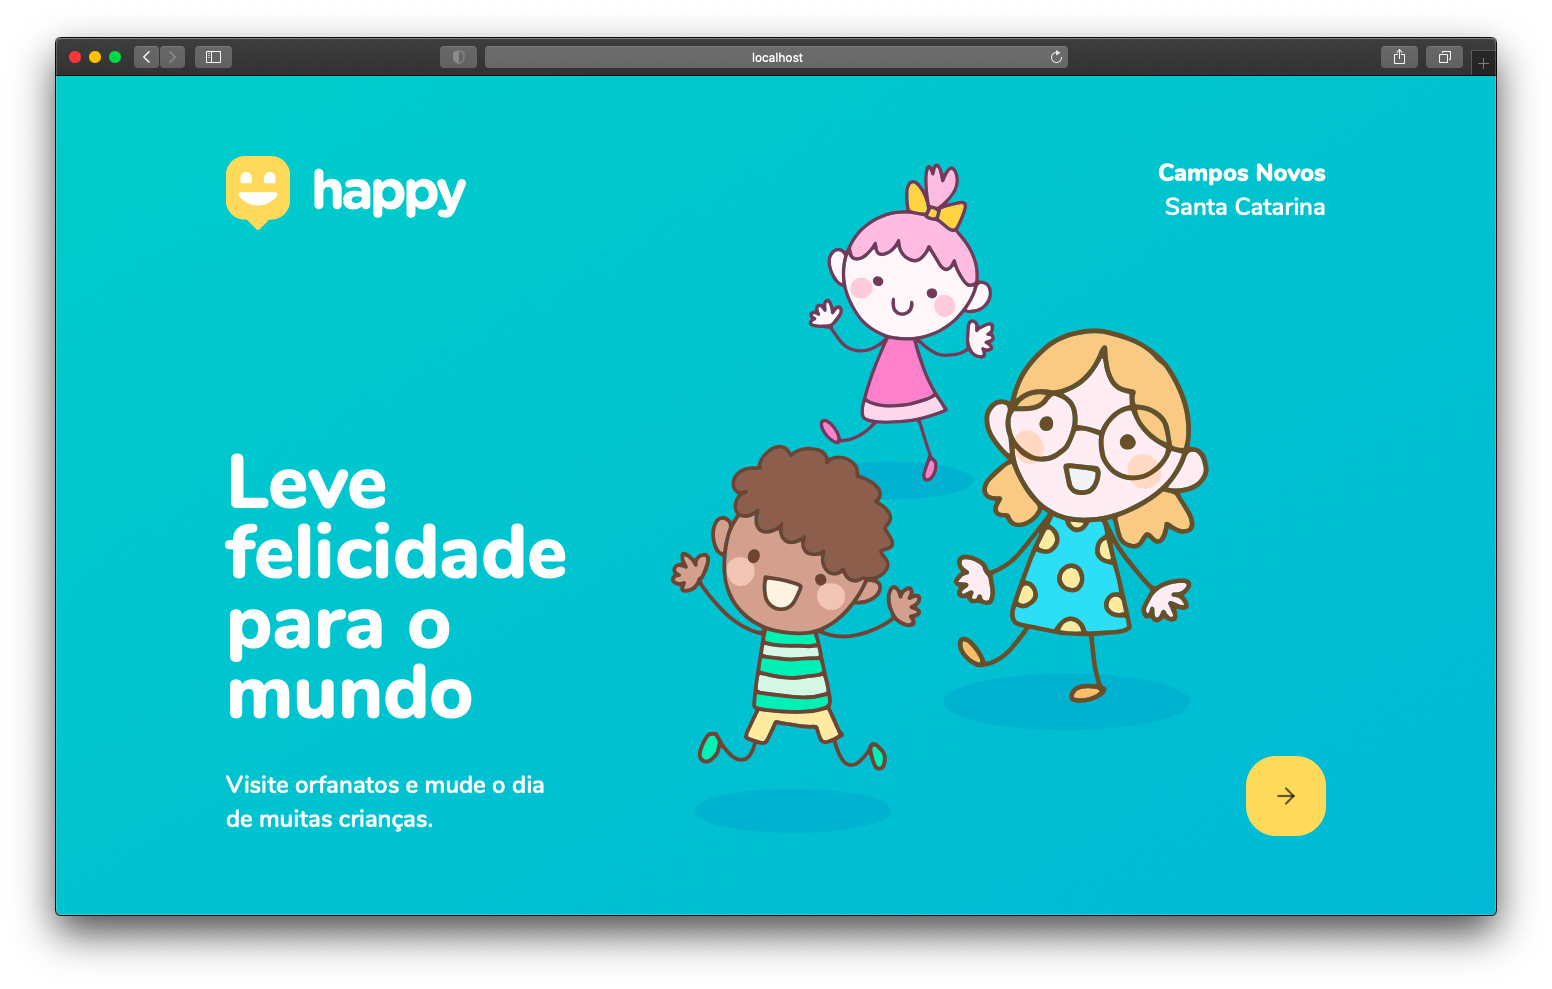 localhost
happy
Campos Novos
Santa Catarina
Leve
felicidade
para o
mundo
Visite orfanatos e mude o dia
de muitas crianças.